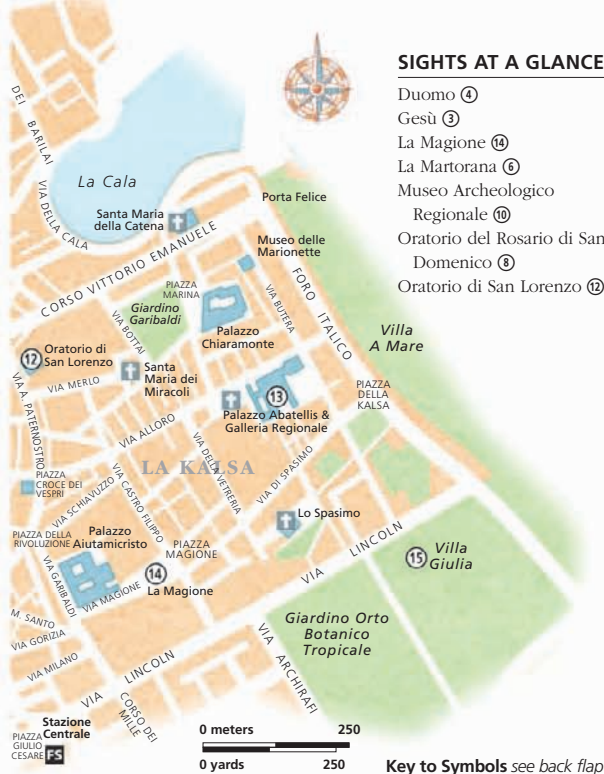 SIGHTS AT A GLANCE
Duomo ④
Gesù ③
La Magione ⑭
La Martorana ⑥
Museo Archeologico
Regionale ⑩
Oratorio del Rosario di San
Domenico ⑧
Oratorio di San Lorenzo ⑫
DEI BARILAI
VIA DELLA CALA
La Cala
Porta Felice
Santa Maria
della Catena
CORSO VITTORIO EMANUELE
Museo delle
Marionette
PIAZZA
MARINA
FORO ITALICO
Giardino
Garibaldi
VIA BUTERA
VIA BOTTAI
Palazzo
Chiaramonte
Villa
A Mare
⑫ Oratorio di
San Lorenzo
Santa
Maria dei
Miracoli
VIA MERLO
VIA A. PATERNOSTRO
⑬
PIAZZA
DELLA
KALSA
Palazzo Abatellis &
Galleria Regionale
VIA ALLORO
LA KALSA
VIA DELLA VETRERIA
VIA DI SPASIMO
PIAZZA
CROCE DEI
VESPRI
VIA SCHIAVUZZO
VIA CASTRO FILIPPO
Lo Spasimo
PIAZZA DELLA
RIVOLUZIONE
Palazzo
Aiutamicristo
PIAZZA
MAGIONE
VIA LINCOLN
⑮ Villa
Giulia
⑭
La Magione
VIA GARIBALDI
VIA MAGIONE
Giardino Orto
Botanico
Tropicale
M. SANTO
VIA GORIZIA
VIA MILANO
VIA LINCOLN
VIA ARCHIRAFI
CORSO DEI
MILLE
Stazione
Centrale
PIAZZA
GIULIO
CESARE FS
0 meters 250
0 yards 250
Key to Symbols see back flap